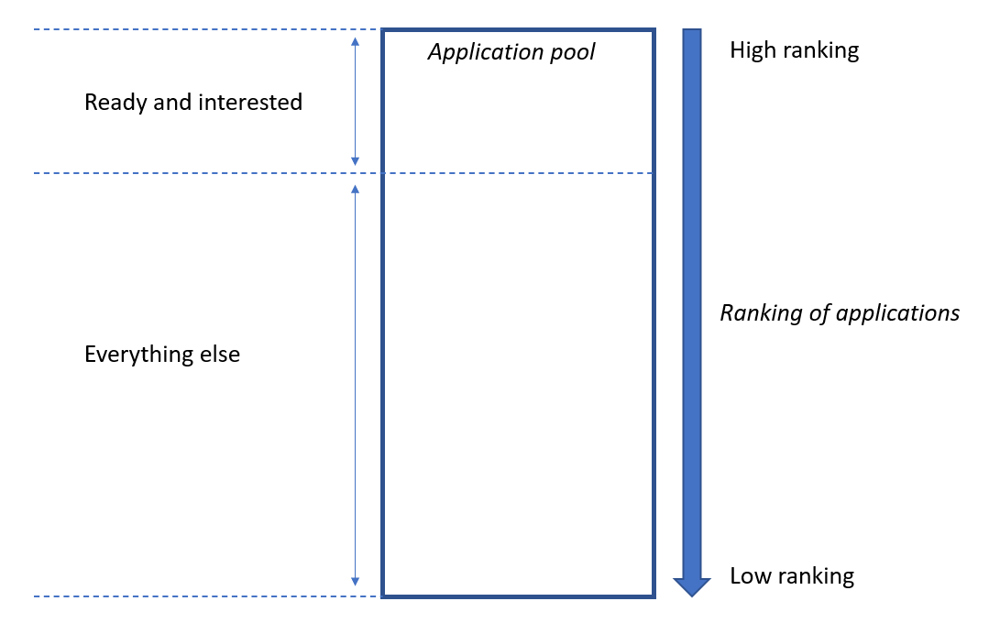 Application pool
High ranking
Ready and interested
Ranking of applications
Everything else
Low ranking